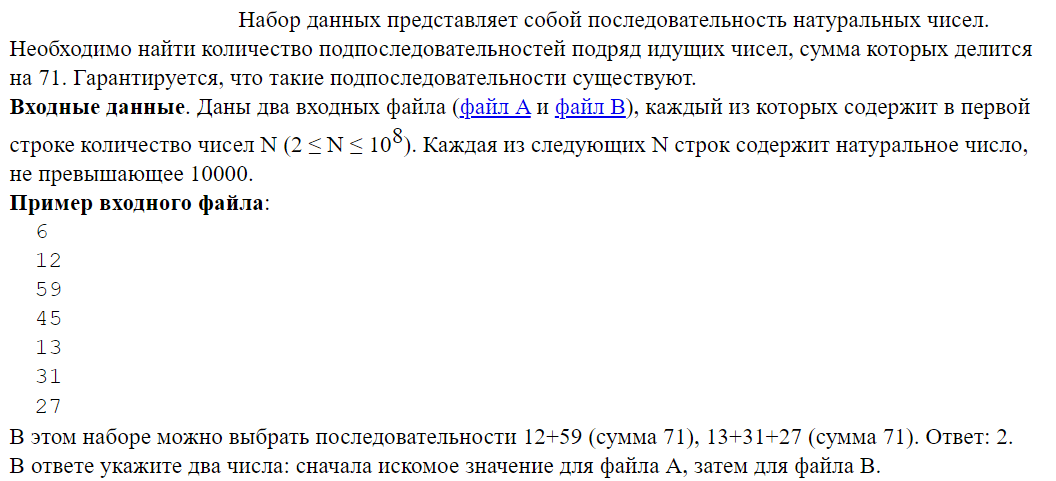 Набор данных представляет собой последовательность натуральных чисел.
Необходимо найти количество подпоследовательностей подряд идущих чисел, сумма которых делится
на 71. Гарантируется, что такие подпоследовательности существуют.
Входные данные. Даны два входных файла (файл A и файл B), каждый из которых содержит в первой
строке количество чисел N (2 ≤ N ≤ 10⁸). Каждая из следующих N строк содержит натуральное число,
не превышающее 10000.
Пример входного файла:
6
12
59
45
13
31
27
В этом наборе можно выбрать последовательности 12+59 (сумма 71), 13+31+27 (сумма 71). Ответ: 2.
В ответе укажите два числа: сначала искомое значение для файла А, затем для файла B.